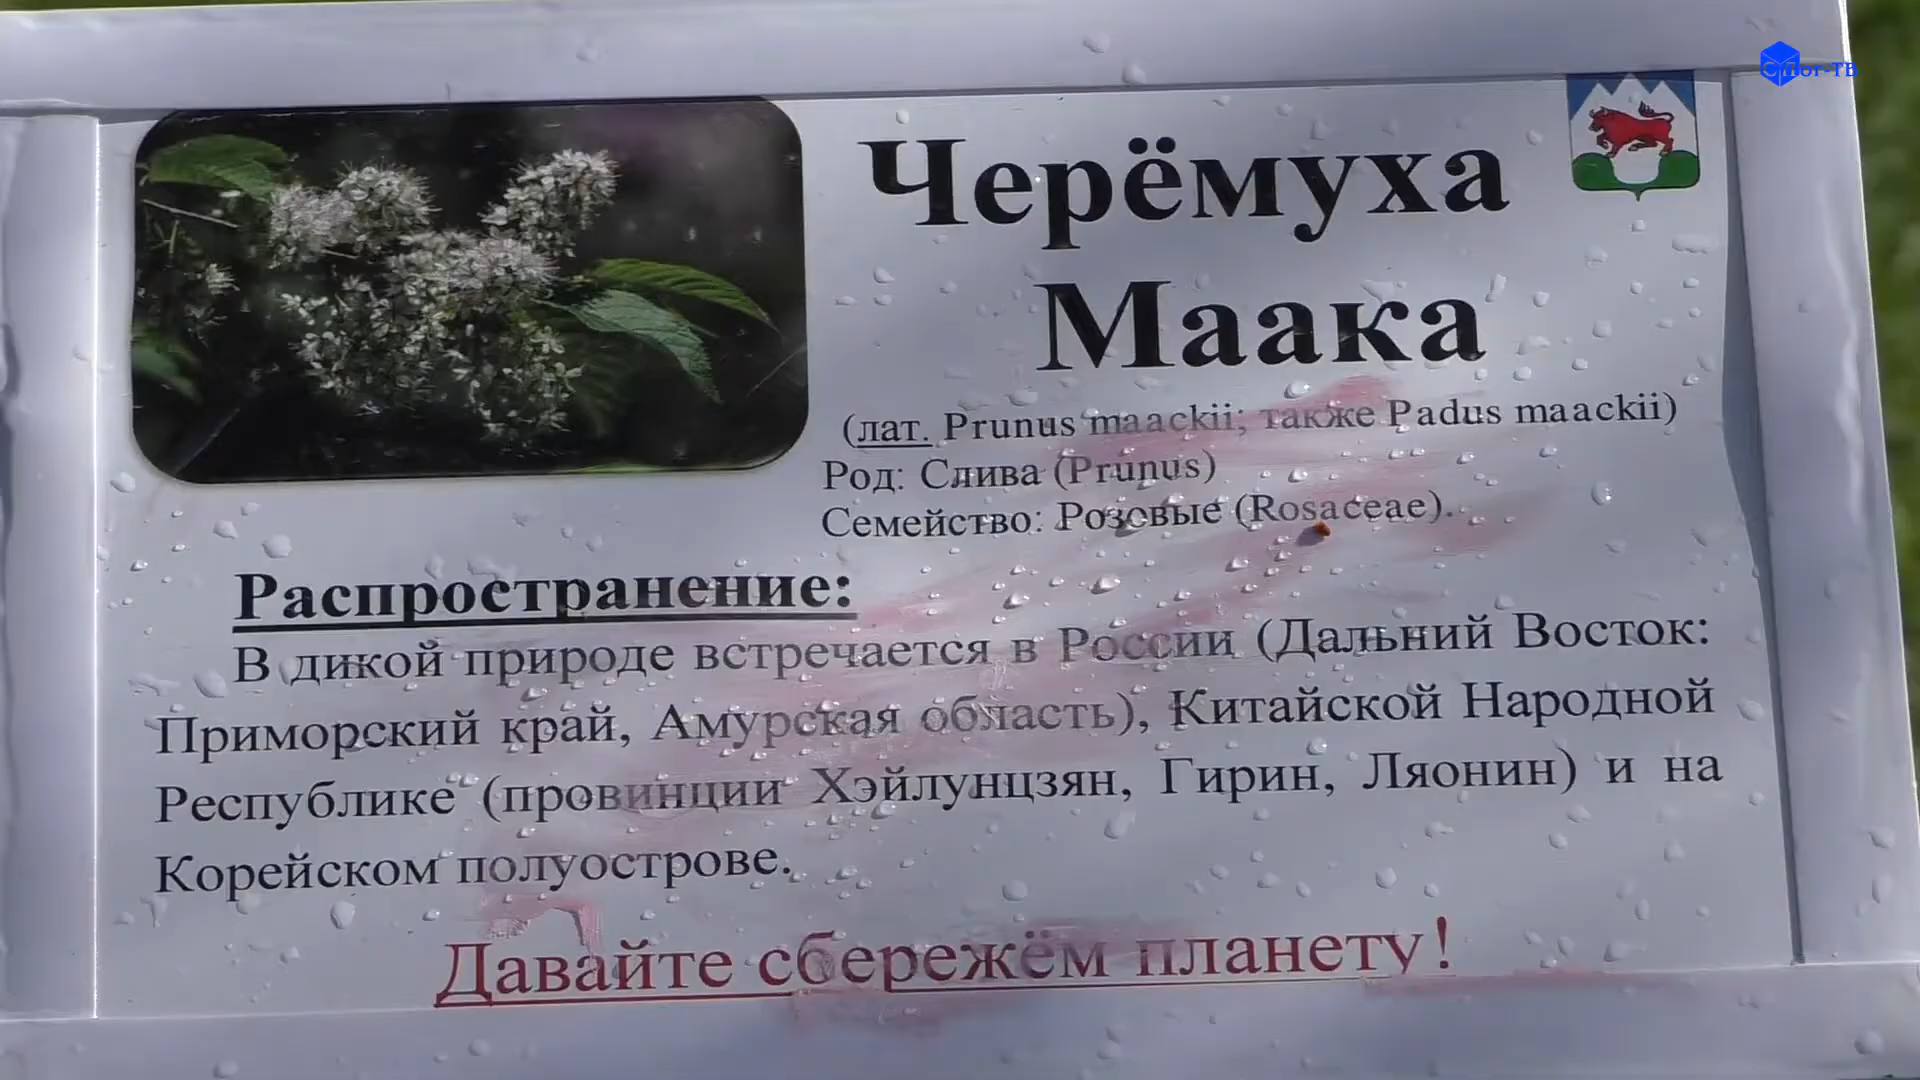 Черёмуха
Маака
(лат. Prunus maackii; также Padus maackii)
Род: Слива (Prunus)
Семейство: Розовые (Rosaceae).
Распространение:
В дикой природе встречается в России (Дальний Восток:
Приморский край, Амурская область), Китайской Народной
Республике (провинции Хэйлунцзян, Гирин, Ляонин) и на
Корейском полуострове.
Давайте сбережём планету!